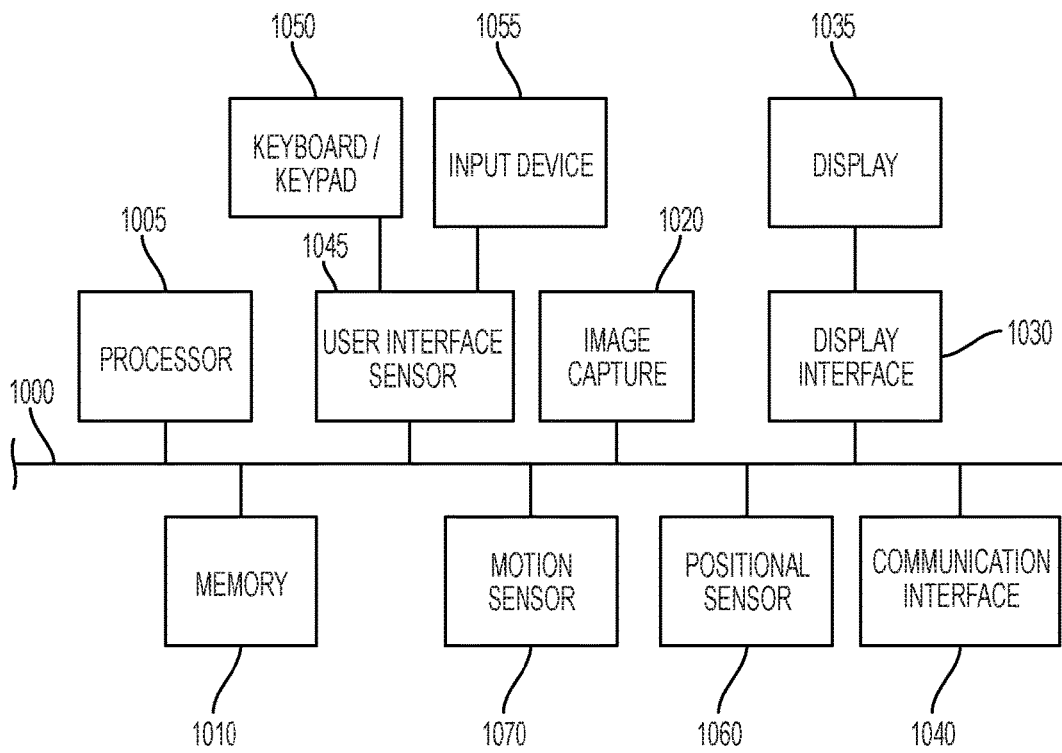 1050
1055
1035
KEYBOARD /
KEYPAD
INPUT DEVICE
DISPLAY
1005
1045
1020
PROCESSOR
USER INTERFACE
SENSOR
IMAGE
CAPTURE
DISPLAY
INTERFACE
1030
1000
MEMORY
MOTION
SENSOR
POSITIONAL
SENSOR
COMMUNICATION
INTERFACE
1010
1070
1060
1040